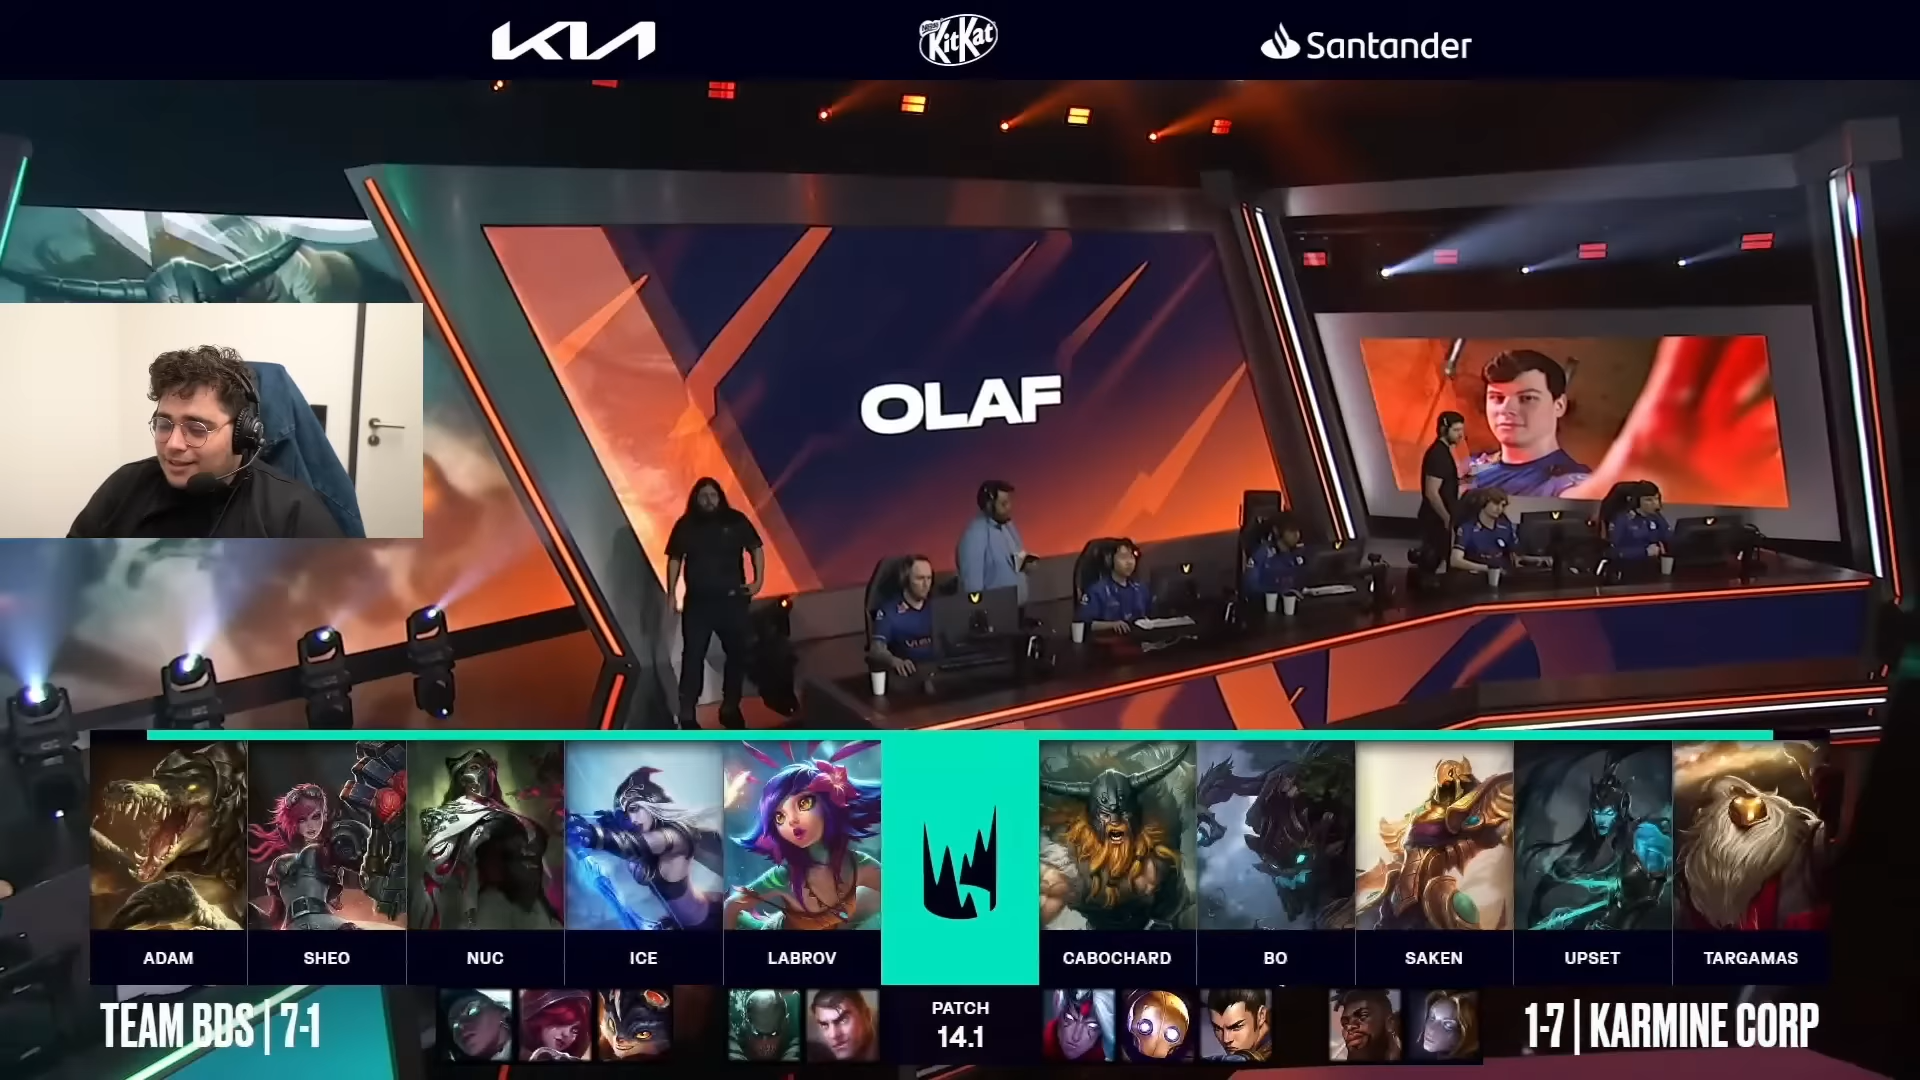 KIA
Nestlé KitKat
Santander
OLAF
ADAM
SHEO
NUC
ICE
LABROV
CABOCHARD
BO
SAKEN
UPSET
TARGAMAS
TEAM BDS | 7-1
PATCH
14.1
1-7 | KARMINE CORP